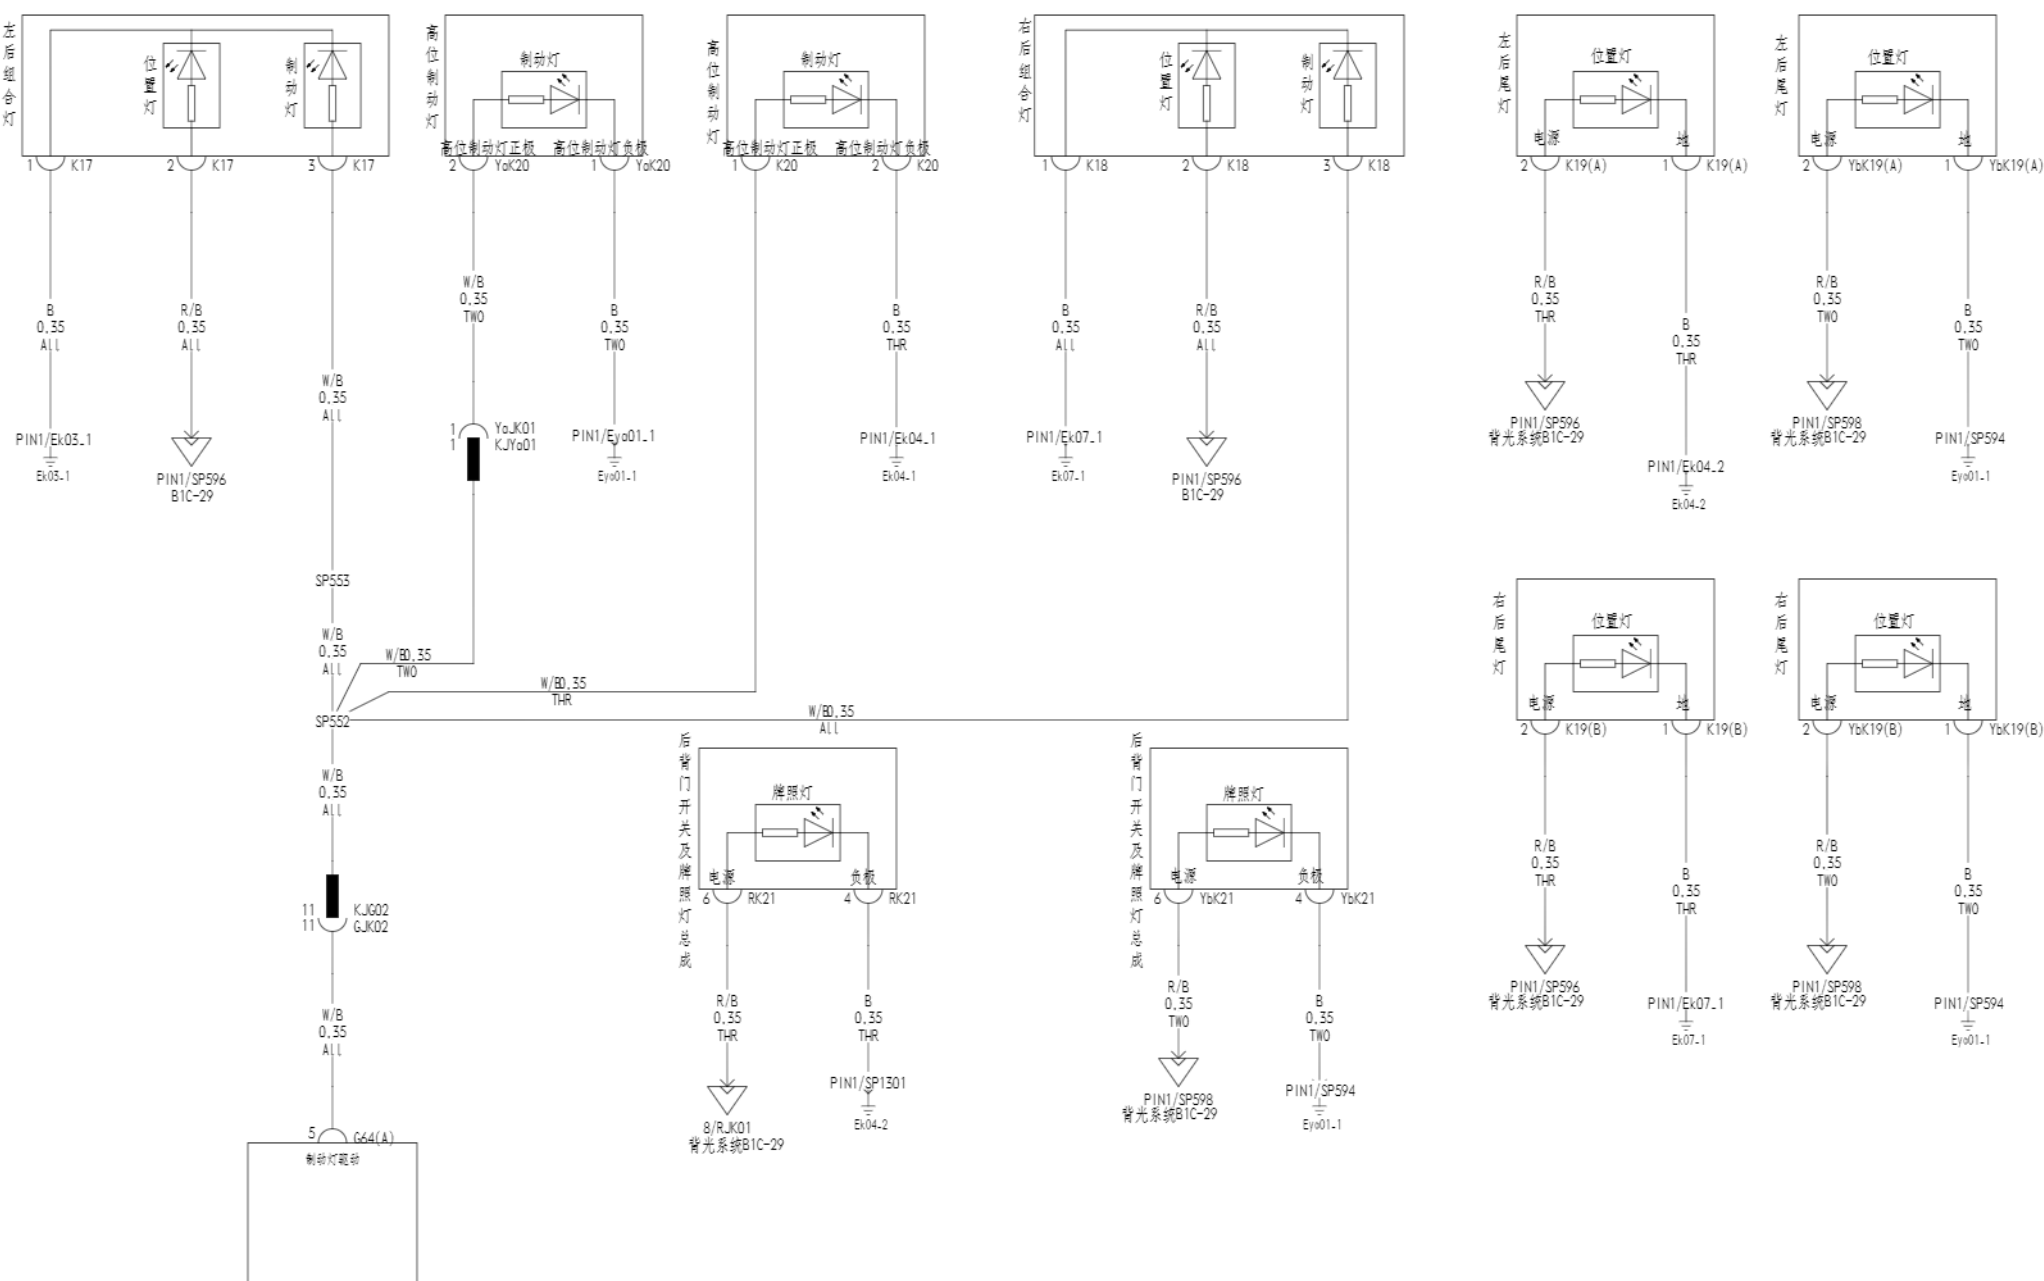 左后组合灯
位置灯
制动灯
1 K17
2 K17
3 K17
B
0.35
All
PIN1/Ek03_1
Ek03-1
R/B
0.35
All
PIN1/SP596
B1C-29
W/B
0.35
All
SP553
W/B
0.35
All
SP552
W/B
0.35
All
11 KJG02
11 GJK02
W/B
0.35
All
5 G64(A)
制动灯驱动
高位制动灯
制动灯
高位制动灯正极
高位制动灯负极
2 YaK20
1 YaK20
W/B
0.35
TWO
1 YaJK01
1 KJYa01
W/B0.35
TWO
B
0.35
TWO
PIN1/Eya01_1
Eya01-1
高位制动灯
制动灯
高位制动灯正极
高位制动灯负极
1 K20
2 K20
W/B0.35
THR
B
0.35
THR
PIN1/Ek04_1
Ek04-1
右后组合灯
位置灯
制动灯
1 K18
2 K18
3 K18
B
0.35
All
PIN1/Ek07_1
Ek07-1
R/B
0.35
All
PIN1/SP596
B1C-29
W/B0.35
All
左后尾灯
位置灯
电源
地
2 K19(A)
1 K19(A)
R/B
0.35
THR
PIN1/SP596
背光系统B1C-29
B
0.35
THR
PIN1/Ek04_2
Ek04-2
左后尾灯
位置灯
电源
地
2 YbK19(A)
1 YbK19(A)
R/B
0.35
TWO
PIN1/SP598
背光系统B1C-29
B
0.35
TWO
PIN1/SP594
Eya01-1
后背门开关及牌照灯总成
牌照灯
电源
负极
6 RK21
4 RK21
R/B
0.35
THR
8/RJK01
背光系统B1C-29
B
0.35
THR
PIN1/SP1301
Ek04-2
后背门开关及牌照灯总成
牌照灯
电源
负极
6 YbK21
4 YbK21
R/B
0.35
TWO
PIN1/SP598
背光系统B1C-29
B
0.35
TWO
PIN1/SP594
Eya01-1
右后尾灯
位置灯
电源
地
2 K19(B)
1 K19(B)
R/B
0.35
THR
PIN1/SP596
背光系统B1C-29
B
0.35
THR
PIN1/Ek07_1
Ek07-1
右后尾灯
位置灯
电源
地
2 YbK19(B)
1 YbK19(B)
R/B
0.35
TWO
PIN1/SP598
背光系统B1C-29
B
0.35
TWO
PIN1/SP594
Eya01-1